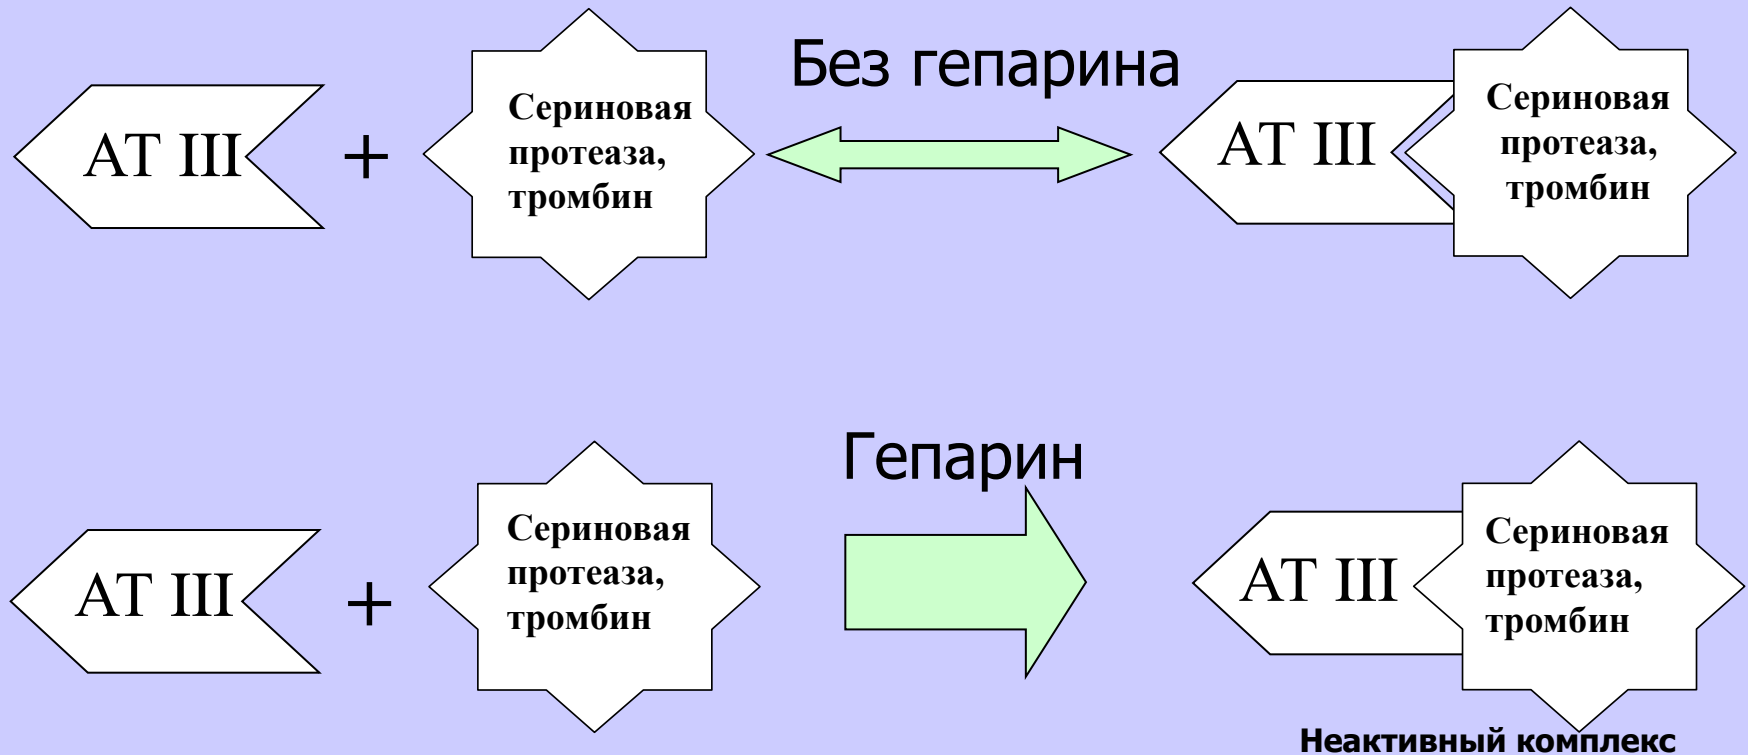 Без гепарина
АТ III
+
Сериновая
протеаза,
тромбин
АТ III
Сериновая
протеаза,
тромбин
Гепарин
АТ III
+
Сериновая
протеаза,
тромбин
АТ III
Сериновая
протеаза,
тромбин
Неактивный комплекс